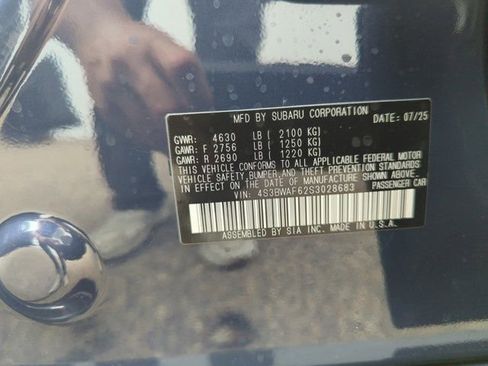 MFD BY SUBARU CORPORATION DATE: 07/25
GVWR: 4630 LB ( 2100 KG)
GAWR: F 2756 LB ( 1250 KG)
GAWR: R 2690 LB ( 1220 KG)
THIS VEHICLE CONFORMS TO ALL APPLICABLE FEDERAL MOTOR
VEHICLE SAFETY, BUMPER, AND THEFT PREVENTION STANDARDS
IN EFFECT ON THE DATE OF MANUFACTURE SHOWN ABOVE.
VIN: 4S3BWAF62S3028683 PASSENGER CAR
ASSEMBLED BY SIA INC. MADE IN U.S.A.